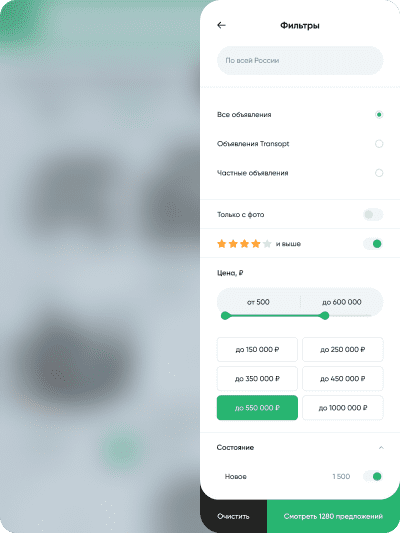 Фильтры
По всей России
Все объявления
Объявления Transopt
Частные объявления
Только с фото
и выше
Цена, ₽
от 500 до 600 000
до 150 000 ₽ до 250 000 ₽
до 350 000 ₽ до 450 000 ₽
до 550 000 ₽ до 1000 000 ₽
Состояние
Новое 1 500
Очистить Смотреть 1280 предложений